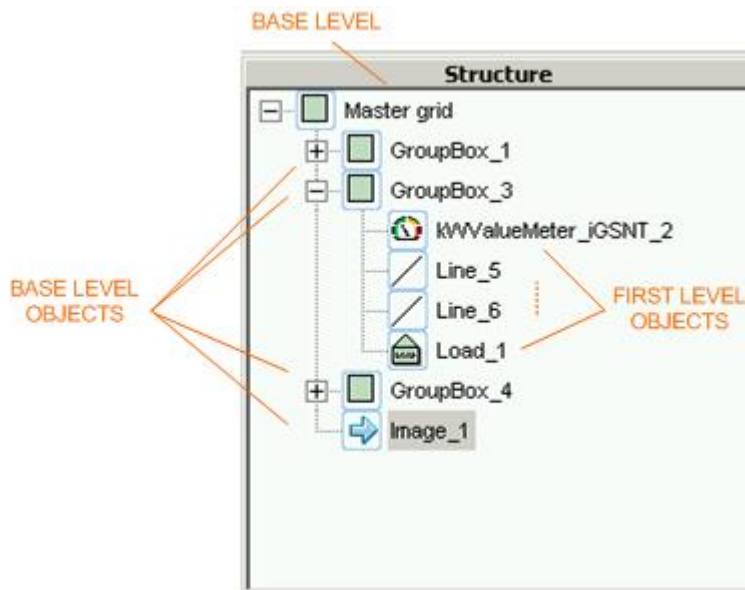 BASE LEVEL
Structure
Master grid
GroupBox_1
GroupBox_3
kWValueMeter_iGSNT_2
Line_5
Line_6
Load_1
GroupBox_4
Image_1
BASE LEVEL
OBJECTS
FIRST LEVEL
OBJECTS